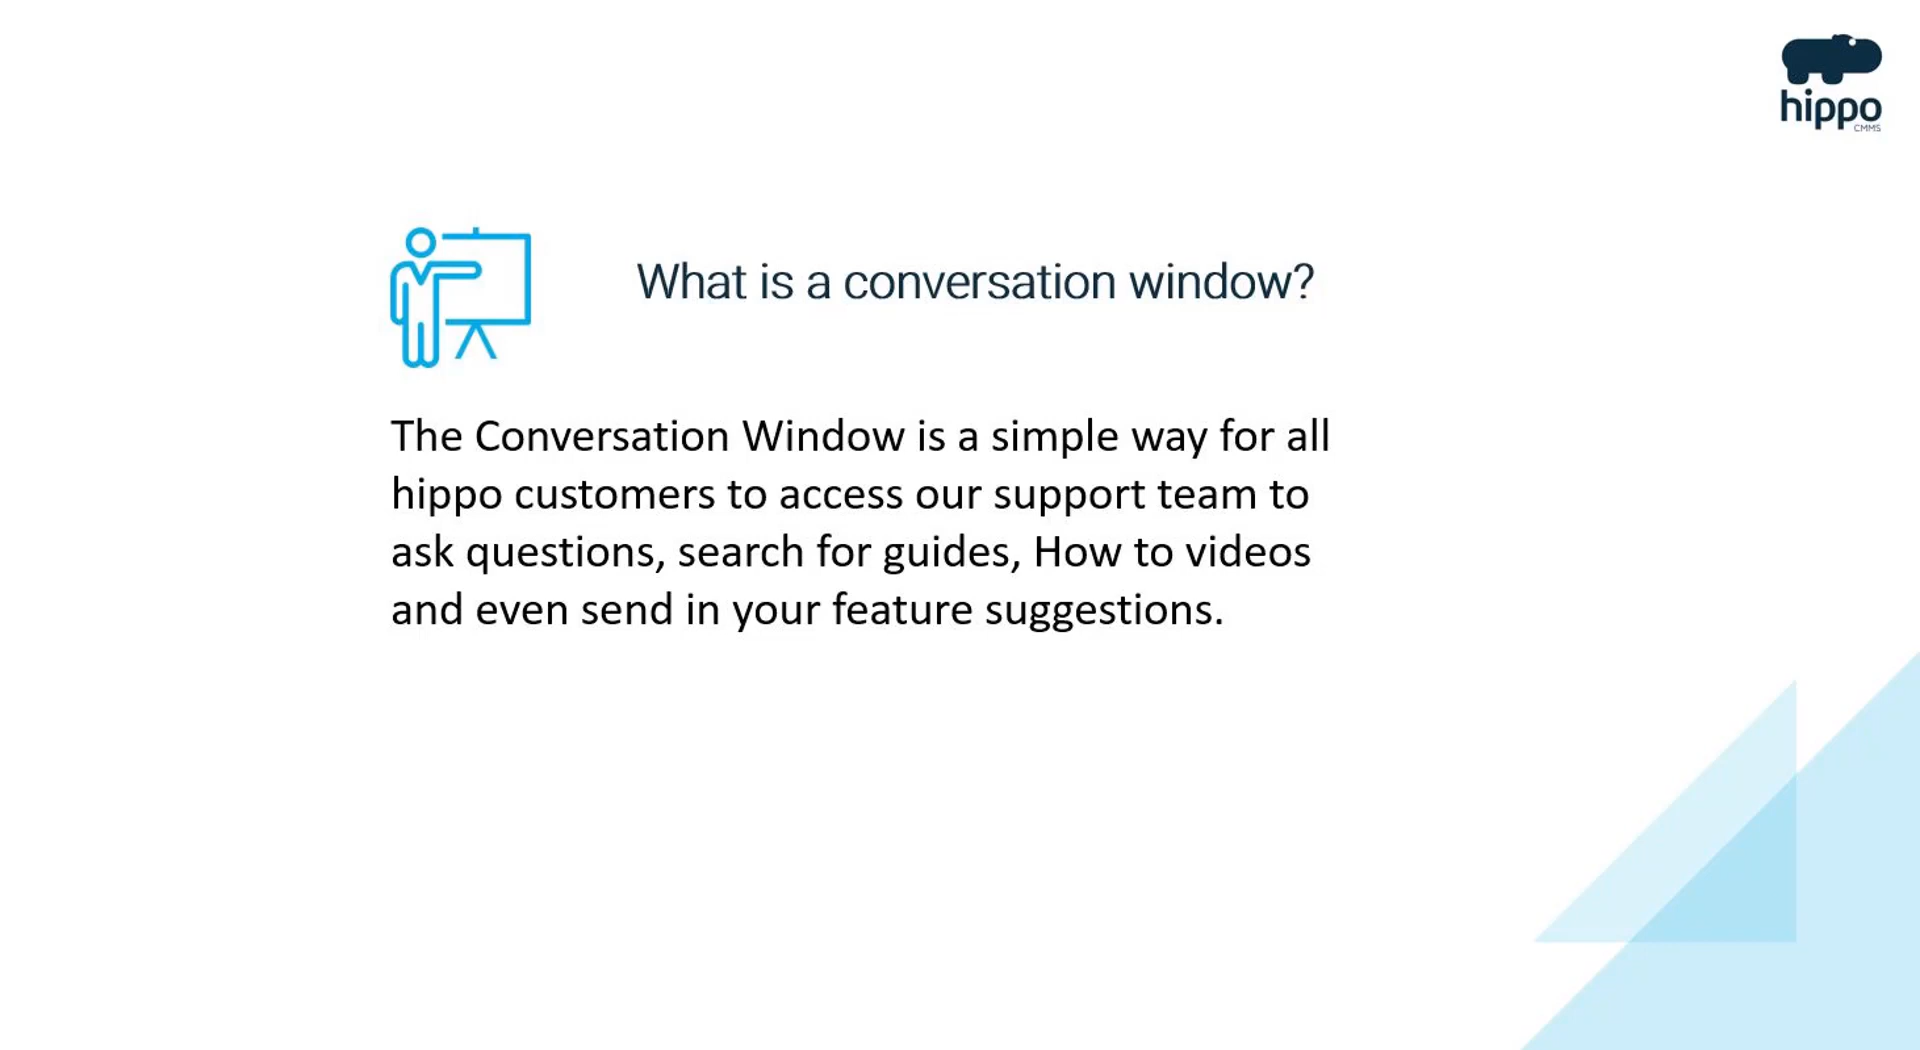 hippo
CMMS
What is a conversation window?
The Conversation Window is a simple way for all
hippo customers to access our support team to
ask questions, search for guides, How to videos
and even send in your feature suggestions.